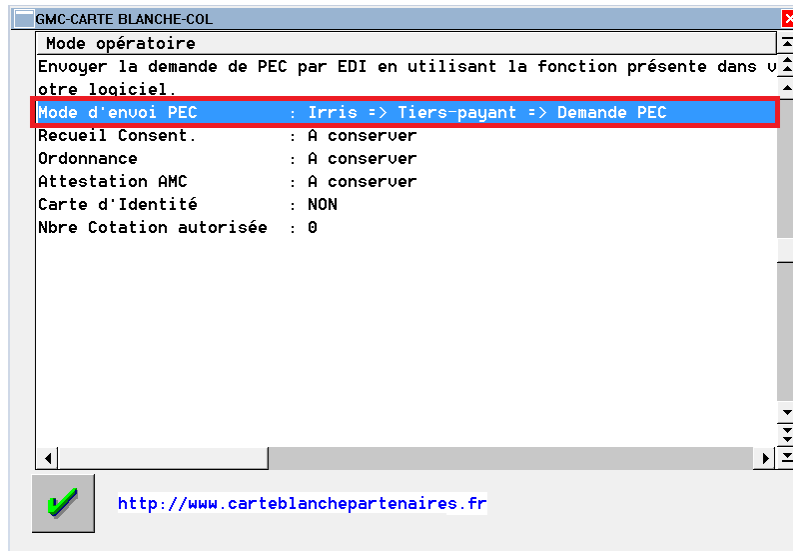 GMC-CARTE BLANCHE-COL
Mode opératoire
Envoyer la demande de PEC par EDI en utilisant la fonction présente dans v
otre logiciel.
Mode d'envoi PEC : Irris => Tiers-payant => Demande PEC
Recueil Consent. : A conserver
Ordonnance : A conserver
Attestation AMC : A conserver
Carte d'Identité : NON
Nbre Cotation autorisée : 0
http://www.carteblanchepartenaires.fr